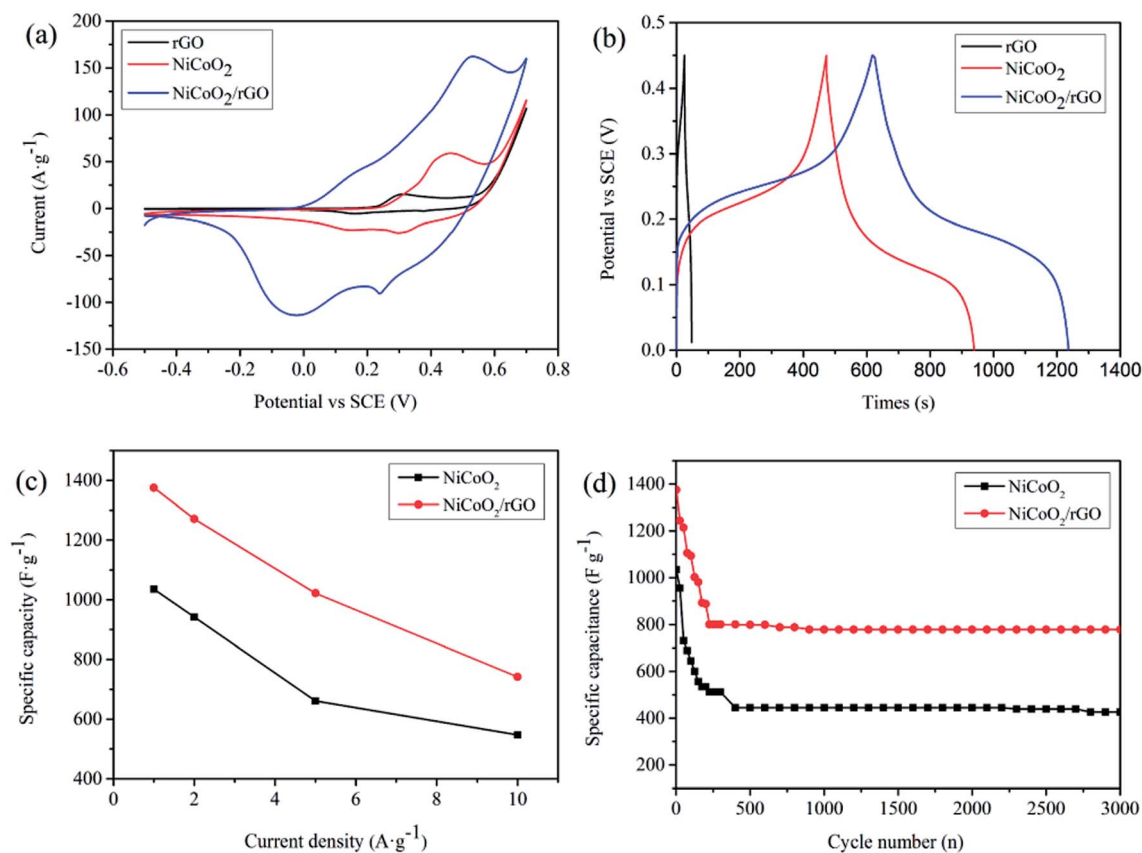 (a)
rGO
NiCoO₂
NiCoO₂/rGO
200
150
100
50
0
-50
-100
-150
Current (A·g⁻¹)
-0.6 -0.4 -0.2 0.0 0.2 0.4 0.6 0.8
Potential vs SCE (V)
(b)
rGO
NiCoO₂
NiCoO₂/rGO
0.5
0.4
0.3
0.2
0.1
0.0
Potential vs SCE (V)
0 200 400 600 800 1000 1200 1400
Times (s)
(c)
NiCoO₂
NiCoO₂/rGO
1400
1200
1000
800
600
400
Specific capacity (F·g⁻¹)
0 2 4 6 8 10
Current density (A·g⁻¹)
(d)
NiCoO₂
NiCoO₂/rGO
1400
1200
1000
800
600
400
200
Specific capacitance (F g⁻¹)
0 500 1000 1500 2000 2500 3000
Cycle number (n)